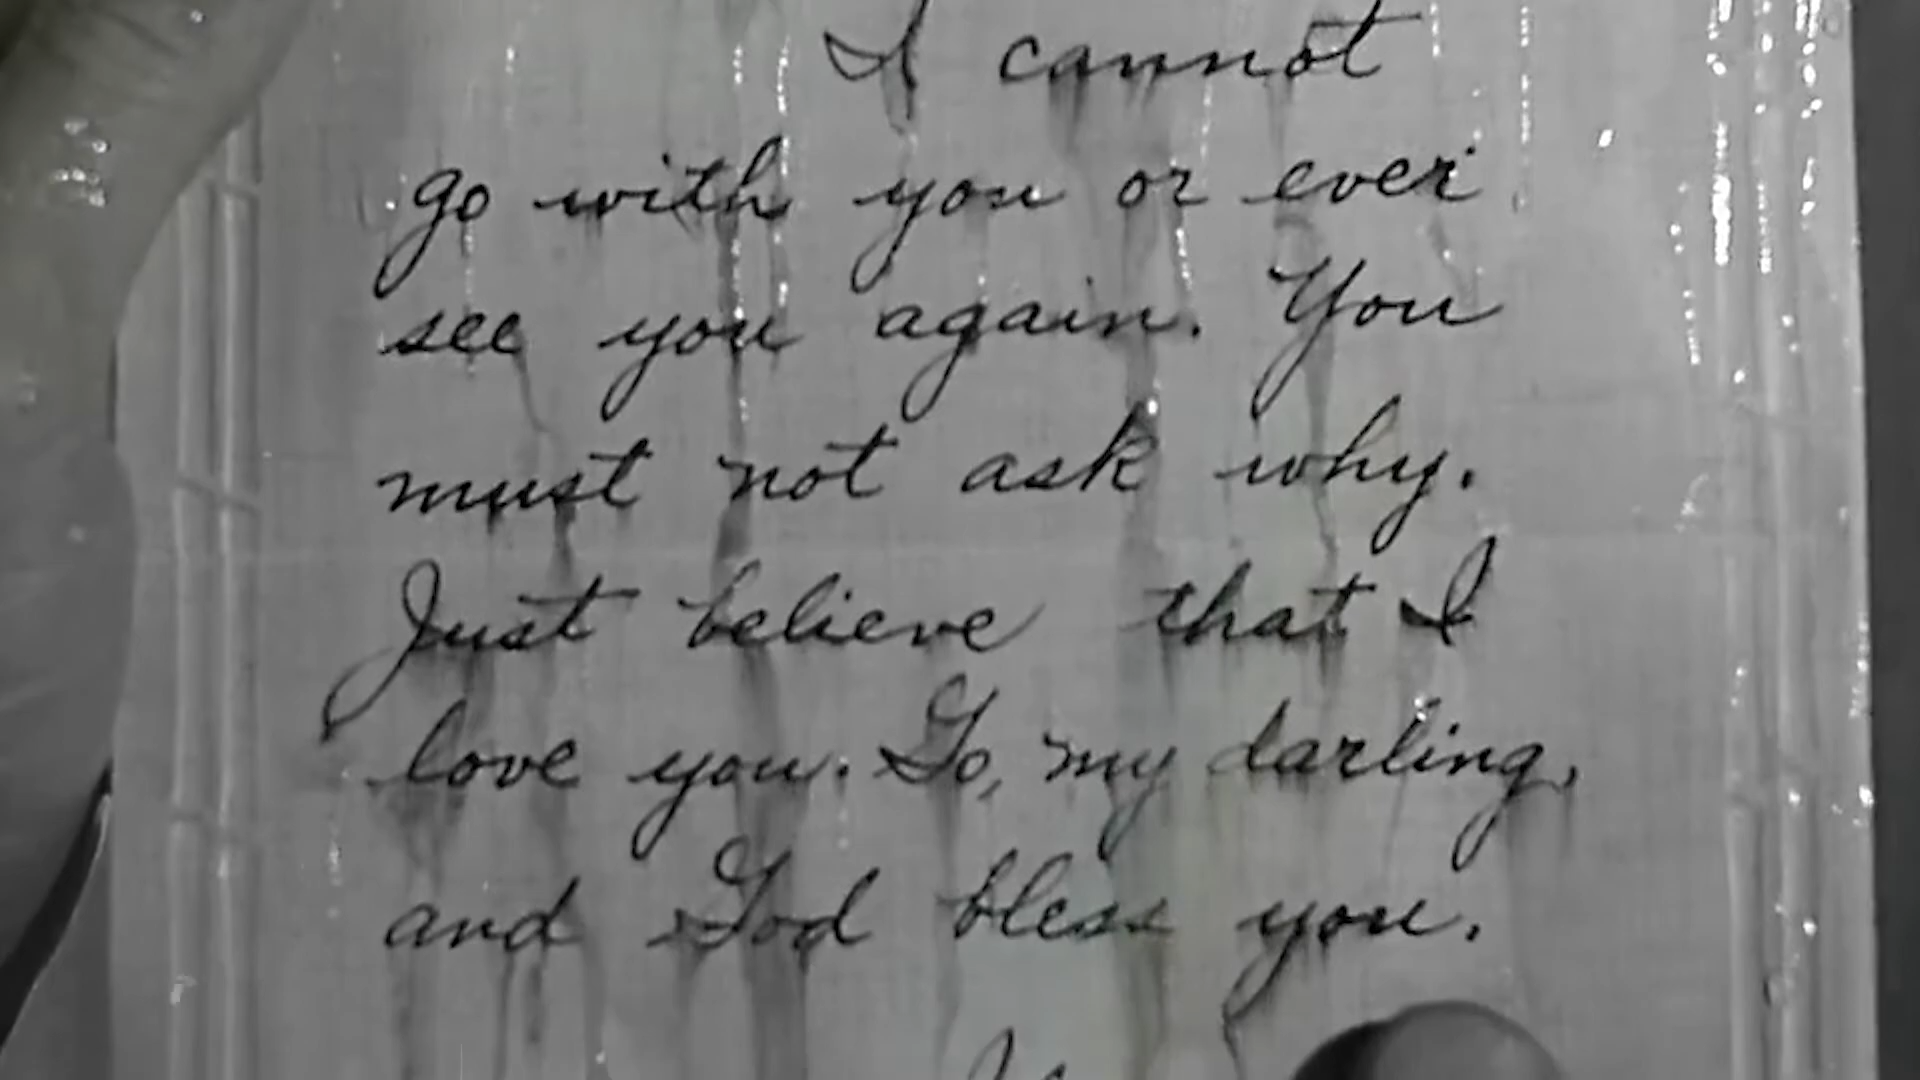 I cannot
go with you or ever
see you again. You
must not ask why.
Just believe that I
love you. Go, my darling,
and God bless you.